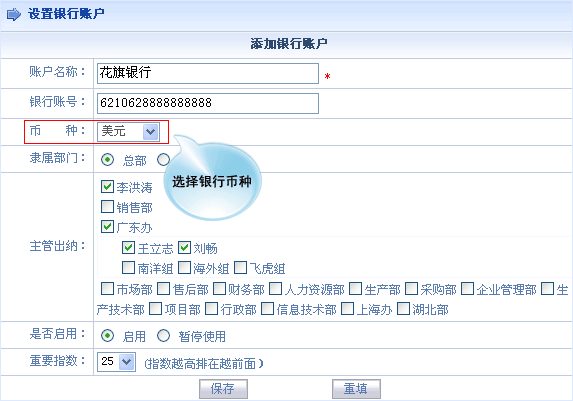 设置银行账户
添加银行账户
账户名称： 花旗银行 *
银行账号： 6210628888888888
币 种： 美元
选择银行币种
隶属部门： 总部
主管出纳： 李洪涛
销售部
广东办
王立志 刘畅
南洋组 海外组 飞虎组
市场部 售后部 财务部 人力资源部 生产部 采购部 企业管理部 生
产技术部 项目部 行政部 信息技术部 上海办 湖北部
是否启用： 启用 暂停使用
重要指数： 25 (指数越高排在越前面)
保存 重填